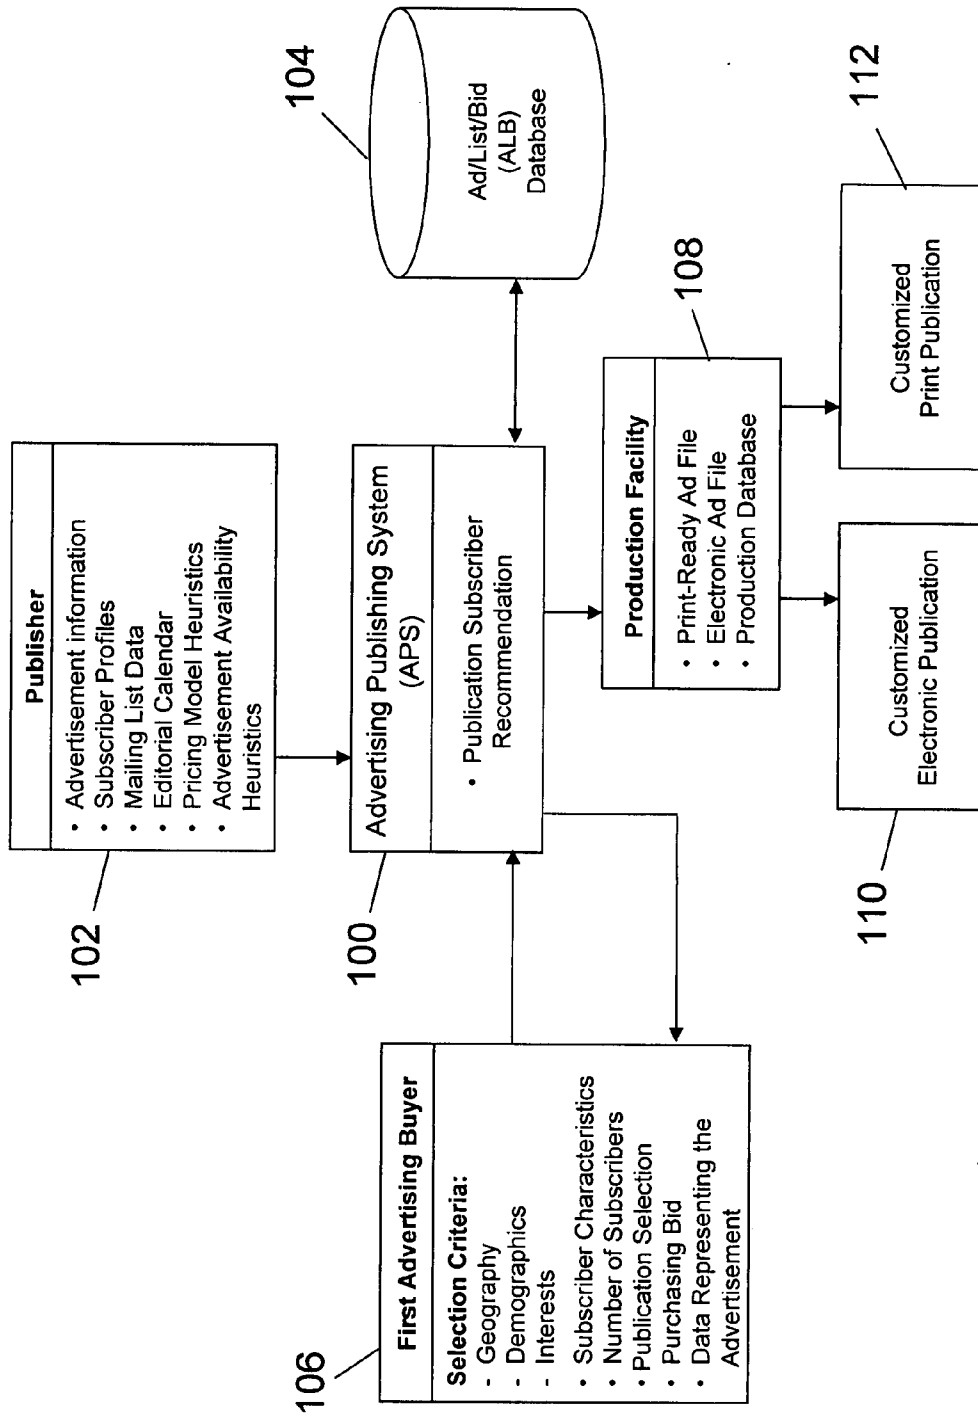 102
Publisher
• Advertisement information
• Subscriber Profiles
• Mailing List Data
• Editorial Calendar
• Pricing Model Heuristics
• Advertisement Availability
Heuristics
100
Advertising Publishing System
(APS)
• Publication Subscriber
Recommendation
104
Ad/List/Bid
(ALB)
Database
106
First Advertising Buyer
Selection Criteria:
- Geography
- Demographics
- Interests
• Subscriber Characteristics
• Number of Subscribers
• Publication Selection
• Purchasing Bid
• Data Representing the
Advertisement
108
Production Facility
• Print-Ready Ad File
• Electronic Ad File
• Production Database
110
Customized
Electronic Publication
112
Customized
Print Publication